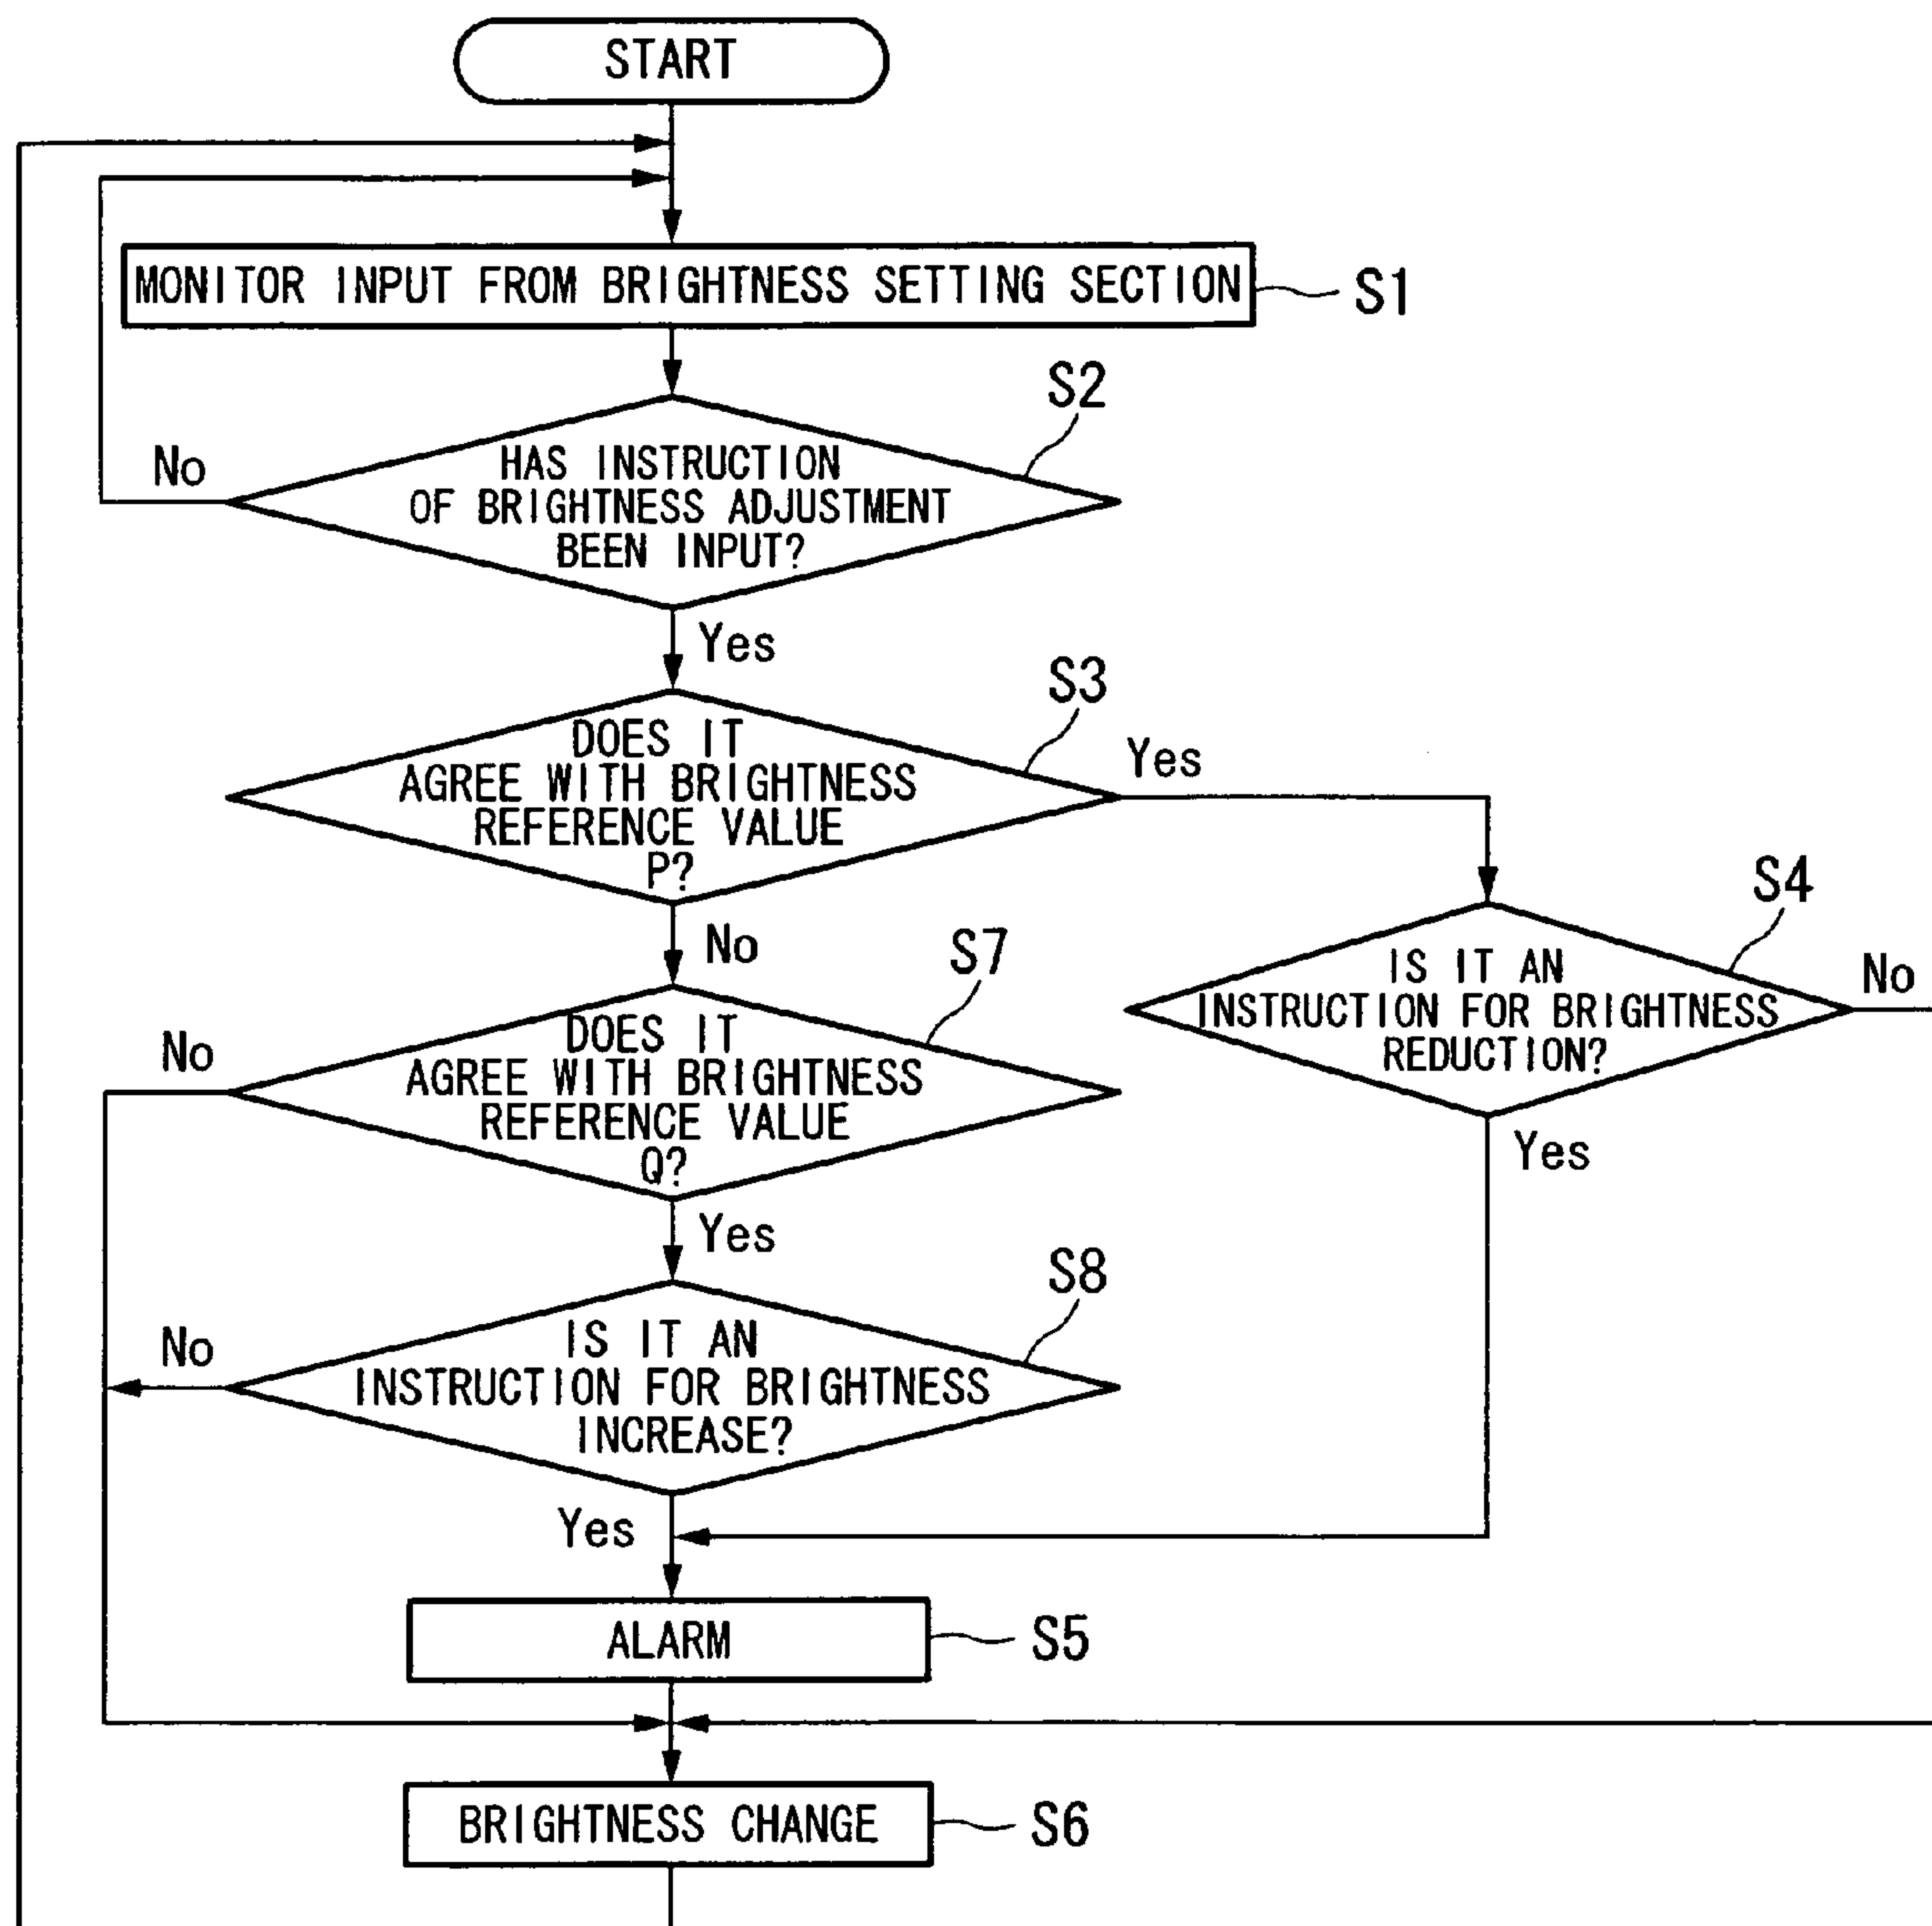 START
MONITOR INPUT FROM BRIGHTNESS SETTING SECTION
S1
S2
HAS INSTRUCTION
OF BRIGHTNESS ADJUSTMENT
BEEN INPUT?
No
Yes
S3
DOES IT
AGREE WITH BRIGHTNESS
REFERENCE VALUE
P?
Yes
No
S4
IS IT AN
INSTRUCTION FOR BRIGHTNESS
REDUCTION?
No
Yes
S7
DOES IT
AGREE WITH BRIGHTNESS
REFERENCE VALUE
Q?
No
Yes
S8
IS IT AN
INSTRUCTION FOR BRIGHTNESS
INCREASE?
No
Yes
ALARM
S5
BRIGHTNESS CHANGE
S6